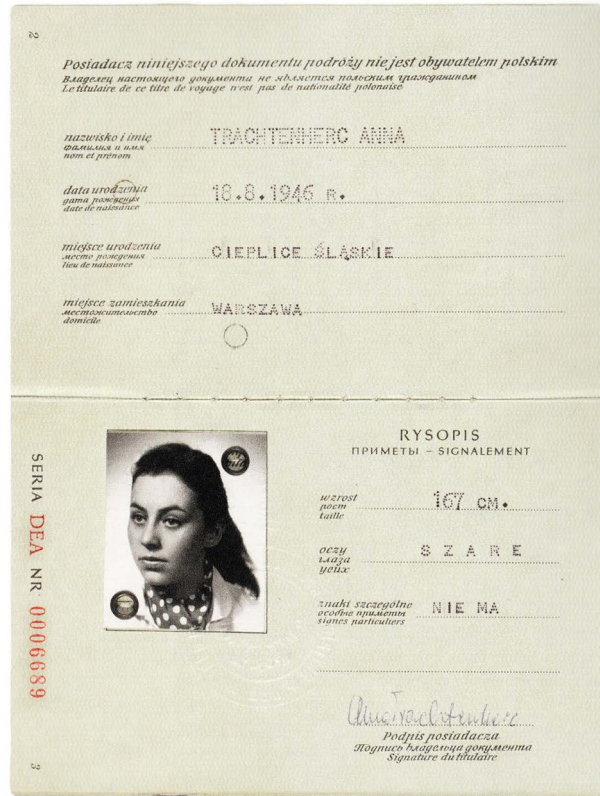 2
Posiadacz niniejszego dokumentu podróży nie jest obywatelem polskim
Владелец настоящего документа не является польским гражданином
Le titulaire de ce titre de voyage n'est pas de nationalité polonaise
nazwisko i imię TRACHTENHERC ANNA
фамилия и имя
nom et prénom
data urodzenia 18.8.1946 R.
дата рождения
date de naissance
miejsce urodzenia CIEPLICE ŚLĄSKIE
место рождения
lieu de naissance
miejsce zamieszkania WARSZAWA
местожительство
domicile
SERIA DEA NR 0006689
RYSOPIS
ПРИМЕТЫ – SIGNALEMENT
wzrost 167 CM.
рост
taille
oczy SZARE
глаза
yeux
znaki szczególne NIE MA
особые приметы
signes particuliers
Anna Trachtenherc
Podpis posiadacza
Подпись владельца документа
Signature du titulaire
3